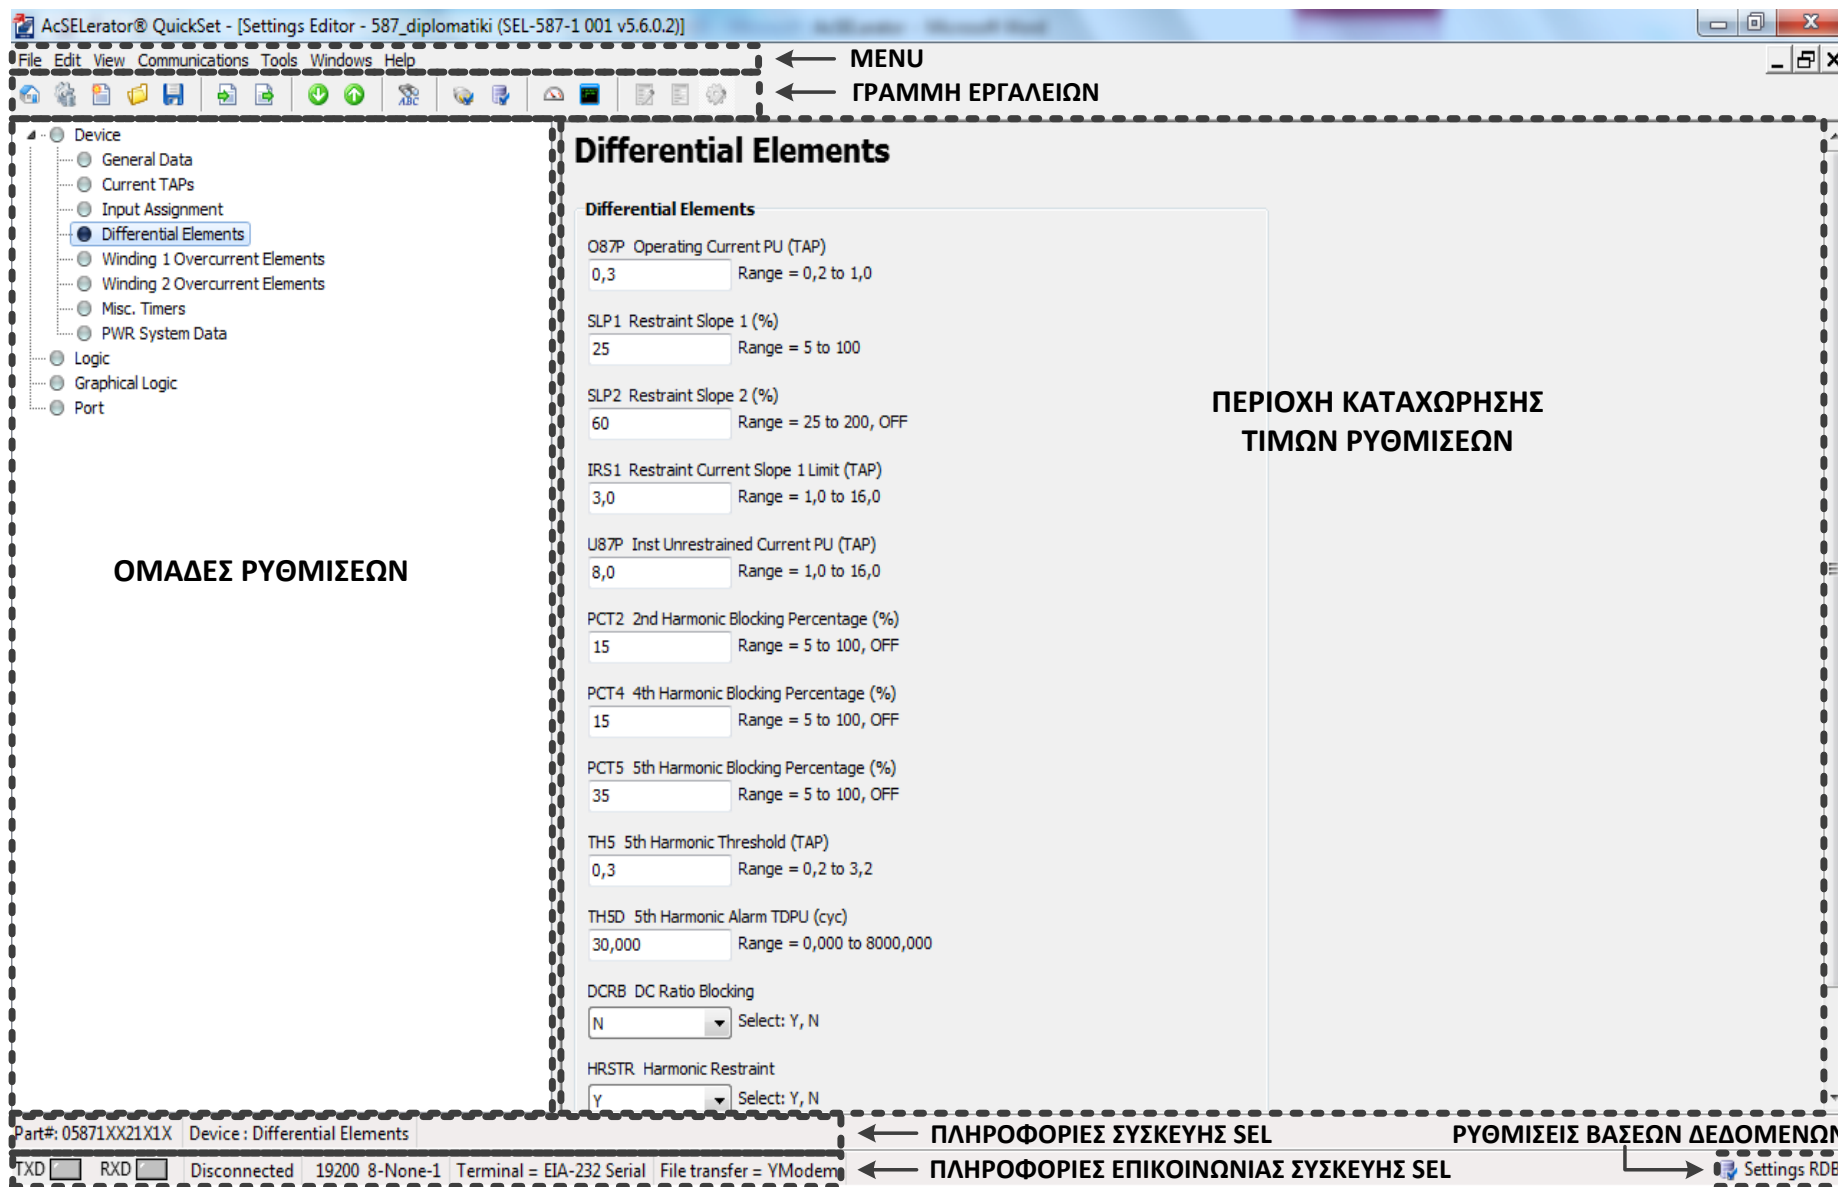 AcSELerator® QuickSet - [Settings Editor - 587_diplomatiki (SEL-587-1 001 v5.6.0.2)]
File Edit View Communications Tools Windows Help
MENU
ΓΡΑΜΜΗ ΕΡΓΑΛΕΙΩΝ
Device
General Data
Current TAPs
Input Assignment
Differential Elements
Winding 1 Overcurrent Elements
Winding 2 Overcurrent Elements
Misc. Timers
PWR System Data
Logic
Graphical Logic
Port
ΟΜΑΔΕΣ ΡΥΘΜΙΣΕΩΝ
Differential Elements
Differential Elements
O87P Operating Current PU (TAP)
0,3 Range = 0,2 to 1,0
SLP1 Restraint Slope 1 (%)
25 Range = 5 to 100
SLP2 Restraint Slope 2 (%)
60 Range = 25 to 200, OFF
IRS1 Restraint Current Slope 1 Limit (TAP)
3,0 Range = 1,0 to 16,0
U87P Inst Unrestrained Current PU (TAP)
8,0 Range = 1,0 to 16,0
PCT2 2nd Harmonic Blocking Percentage (%)
15 Range = 5 to 100, OFF
PCT4 4th Harmonic Blocking Percentage (%)
15 Range = 5 to 100, OFF
PCT5 5th Harmonic Blocking Percentage (%)
35 Range = 5 to 100, OFF
TH5 5th Harmonic Threshold (TAP)
0,3 Range = 0,2 to 3,2
TH5D 5th Harmonic Alarm TDPU (cyc)
30,000 Range = 0,000 to 8000,000
DCRB DC Ratio Blocking
N Select: Y, N
HRSTR Harmonic Restraint
Y Select: Y, N
ΠΕΡΙΟΧΗ ΚΑΤΑΧΩΡΗΣΗΣ
ΤΙΜΩΝ ΡΥΘΜΙΣΕΩΝ
Part#: 05871XX21X1X Device : Differential Elements
ΠΛΗΡΟΦΟΡΙΕΣ ΣΥΣΚΕΥΗΣ SEL
ΡΥΘΜΙΣΕΙΣ ΒΑΣΕΩΝ ΔΕΔΟΜΕΝΩΝ
TXD RXD Disconnected 19200 8-None-1 Terminal = EIA-232 Serial File transfer = YModem
ΠΛΗΡΟΦΟΡΙΕΣ ΕΠΙΚΟΙΝΩΝΙΑΣ ΣΥΣΚΕΥΗΣ SEL
Settings RDB